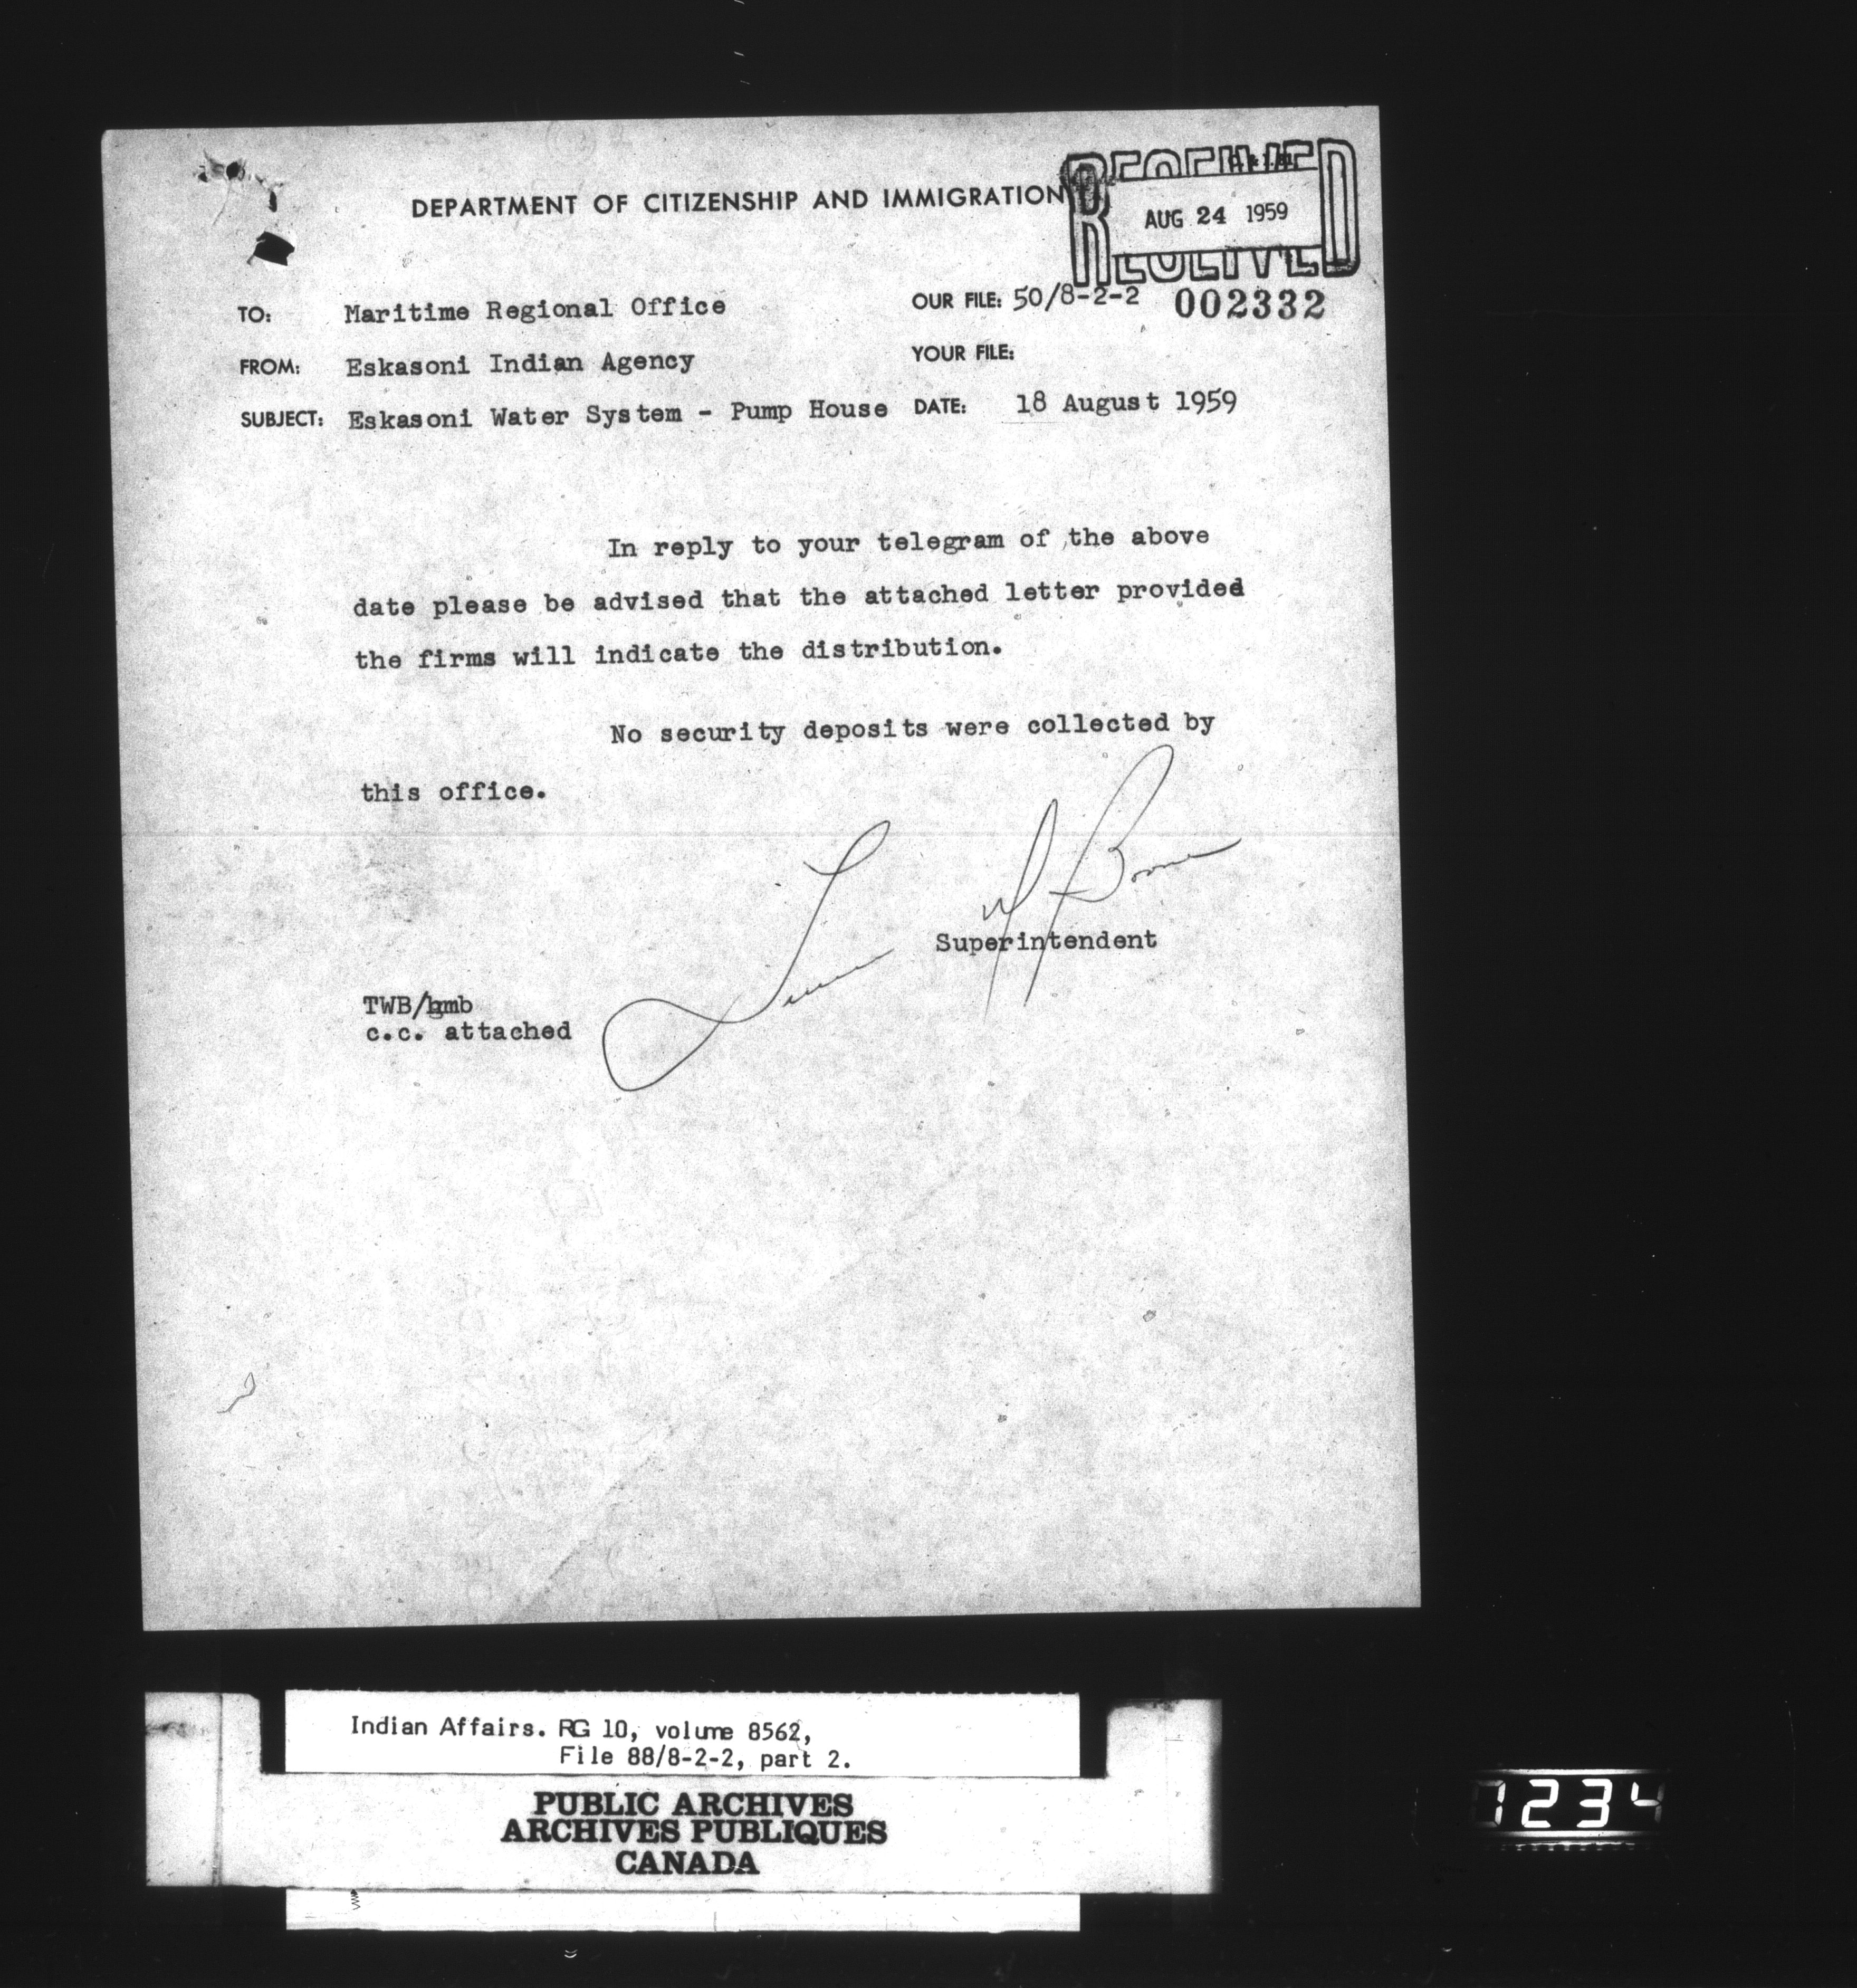 DEPARTMENT OF CITIZENSHIP AND IMMIGRATION
RECEIVED
AUG 24 1959
RECEIVED
TO: Maritime Regional Office
OUR FILE: 50/8-2-2
002332
FROM: Eskasoni Indian Agency
YOUR FILE:
SUBJECT: Eskasoni Water System - Pump House
DATE: 18 August 1959
In reply to your telegram of the above
date please be advised that the attached letter provided
the firms will indicate the distribution.
No security deposits were collected by
this office.
Superintendent
TWB/hmb
c.c. attached
Indian Affairs. RG 10, volume 8562,
File 88/8-2-2, part 2.
PUBLIC ARCHIVES
ARCHIVES PUBLIQUES
CANADA
1234